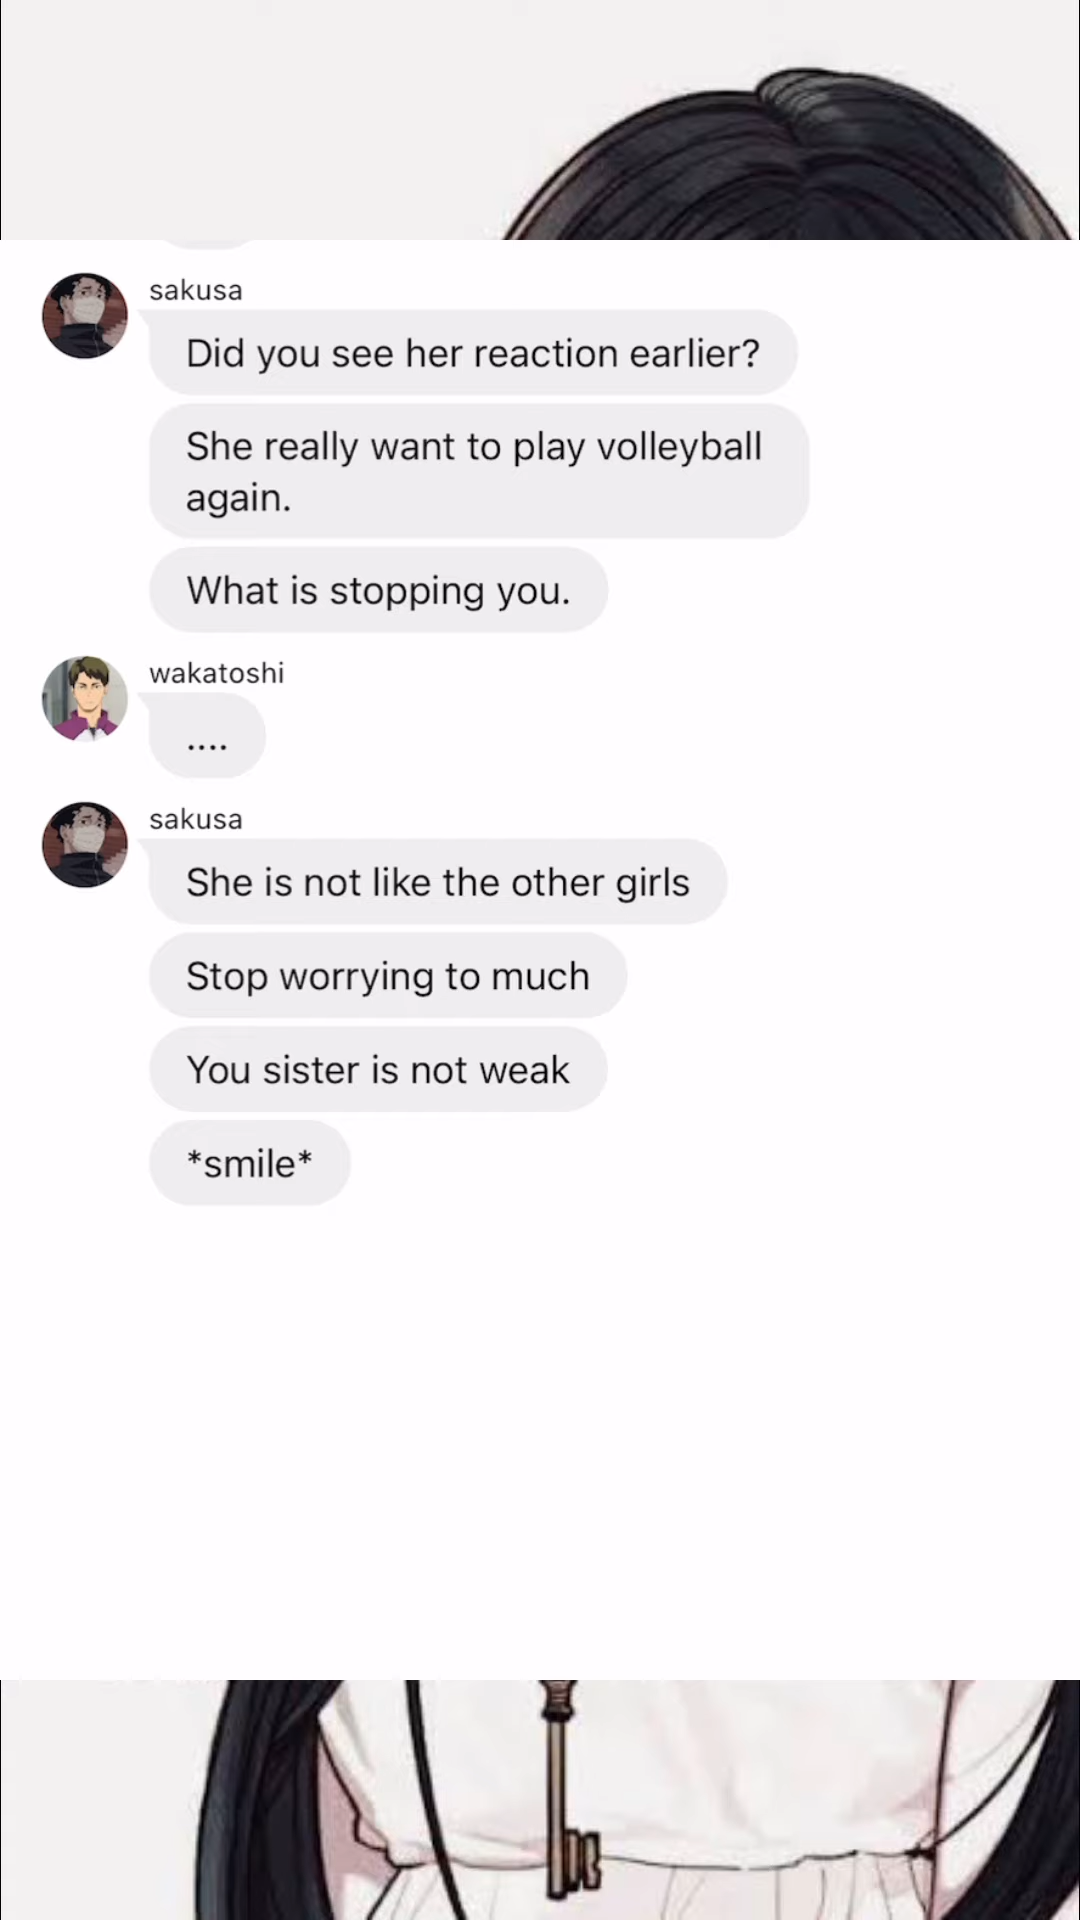 sakusa
Did you see her reaction earlier?
She really want to play volleyball
again.
What is stopping you.
wakatoshi
....
sakusa
She is not like the other girls
Stop worrying to much
You sister is not weak
*smile*